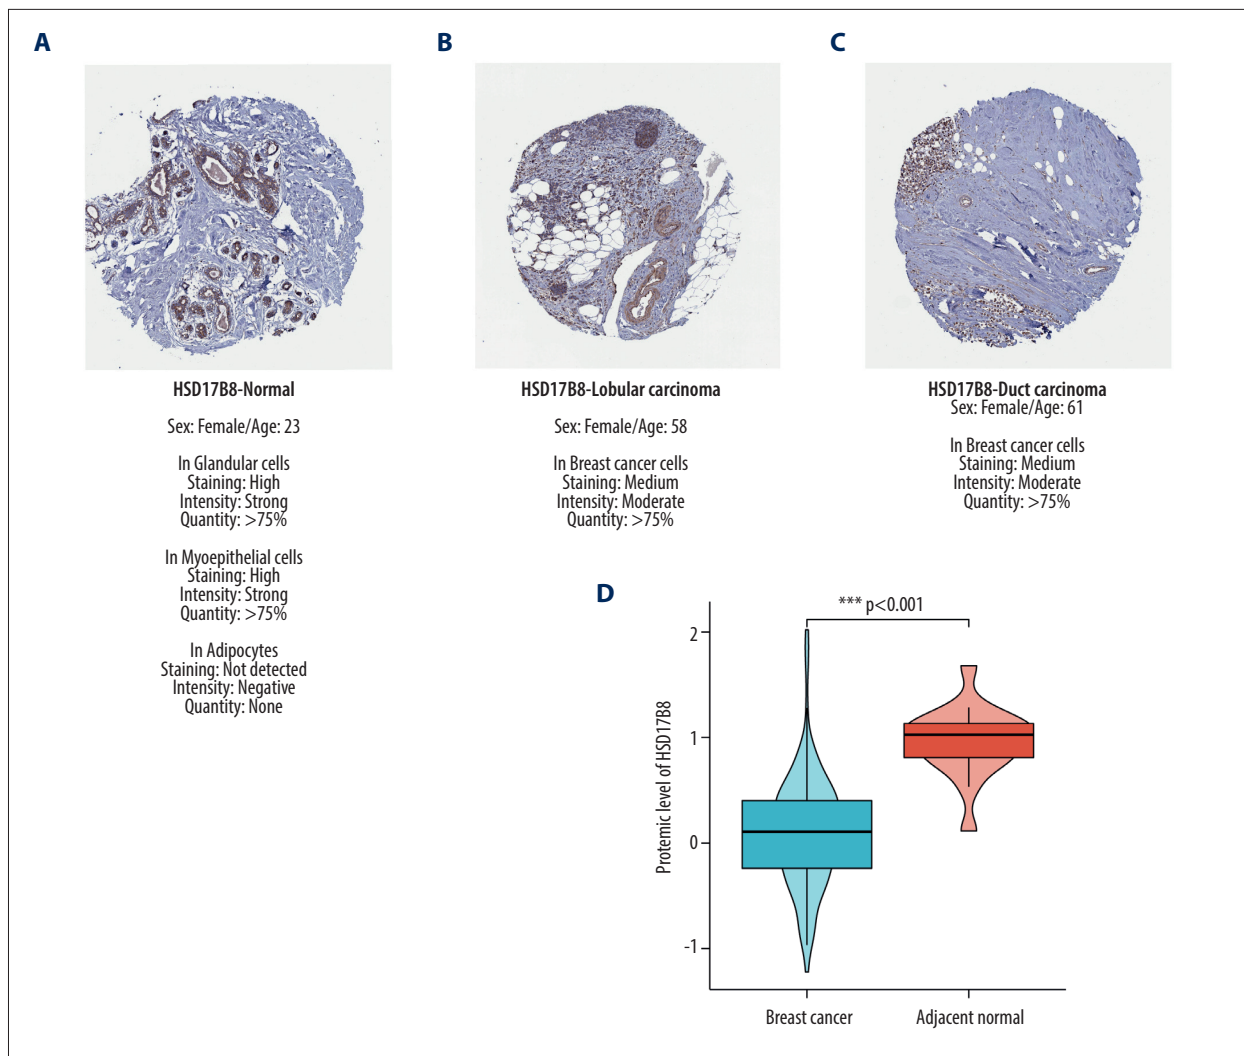 A
B
C
HSD17B8-Normal
Sex: Female/Age: 23
In Glandular cells
Staining: High
Intensity: Strong
Quantity: >75%
In Myoepithelial cells
Staining: High
Intensity: Strong
Quantity: >75%
In Adipocytes
Staining: Not detected
Intensity: Negative
Quantity: None
HSD17B8-Lobular carcinoma
Sex: Female/Age: 58
In Breast cancer cells
Staining: Medium
Intensity: Moderate
Quantity: >75%
HSD17B8-Duct carcinoma
Sex: Female/Age: 61
In Breast cancer cells
Staining: Medium
Intensity: Moderate
Quantity: >75%
D
*** p<0.001
Protemic level of HSD17B8
2
1
0
-1
Breast cancer
Adjacent normal